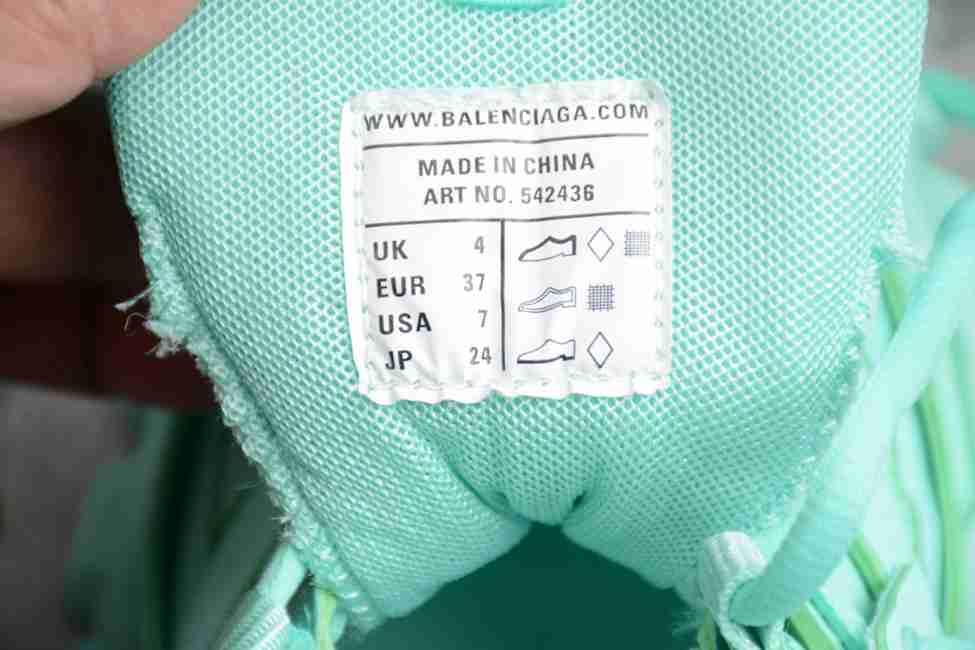 WWW.BALENCIAGA.COM
MADE IN CHINA
ART NO. 542436
UK 4
EUR 37
USA 7
JP 24